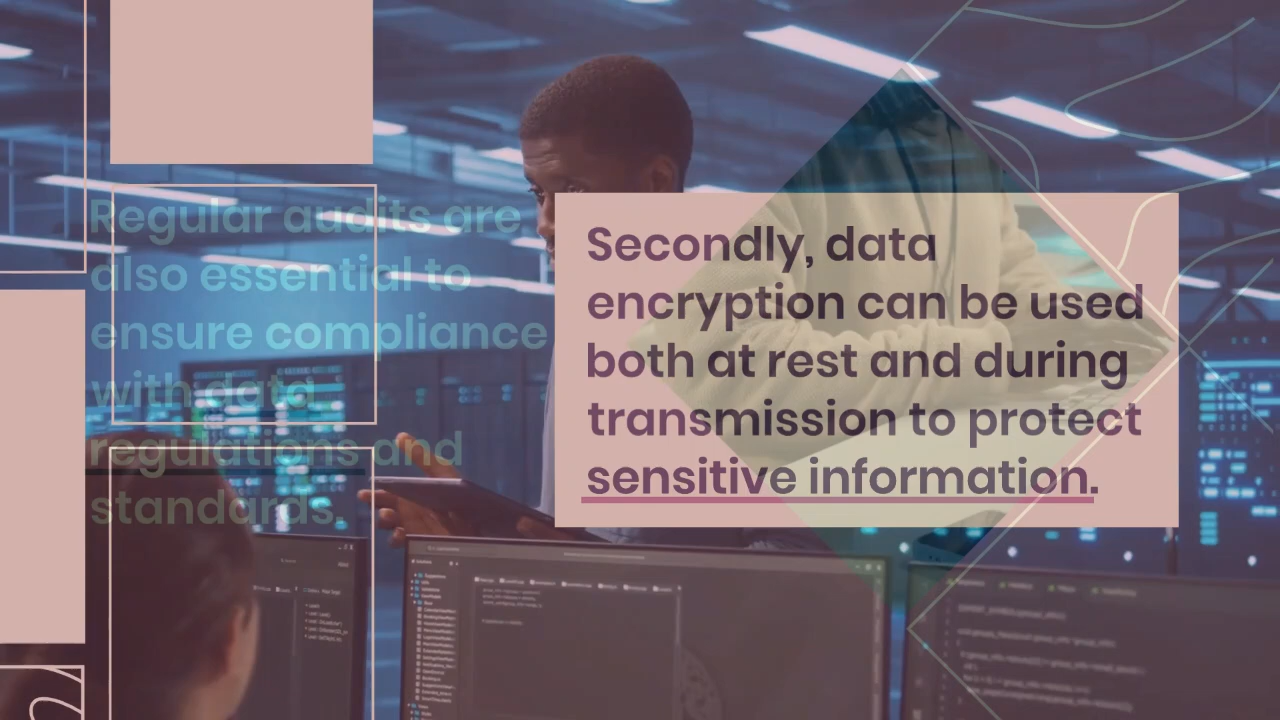 Regular audits are
also essential to
ensure compliance
with data
regulations and
standards.
Secondly, data
encryption can be used
both at rest and during
transmission to protect
sensitive information.